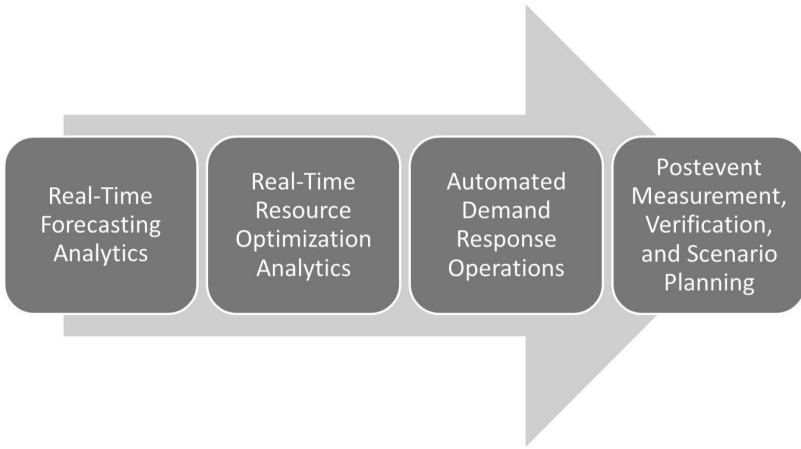 Real-Time
Forecasting
Analytics
Real-Time
Resource
Optimization
Analytics
Automated
Demand
Response
Operations
Postevent
Measurement,
Verification,
and Scenario
Planning